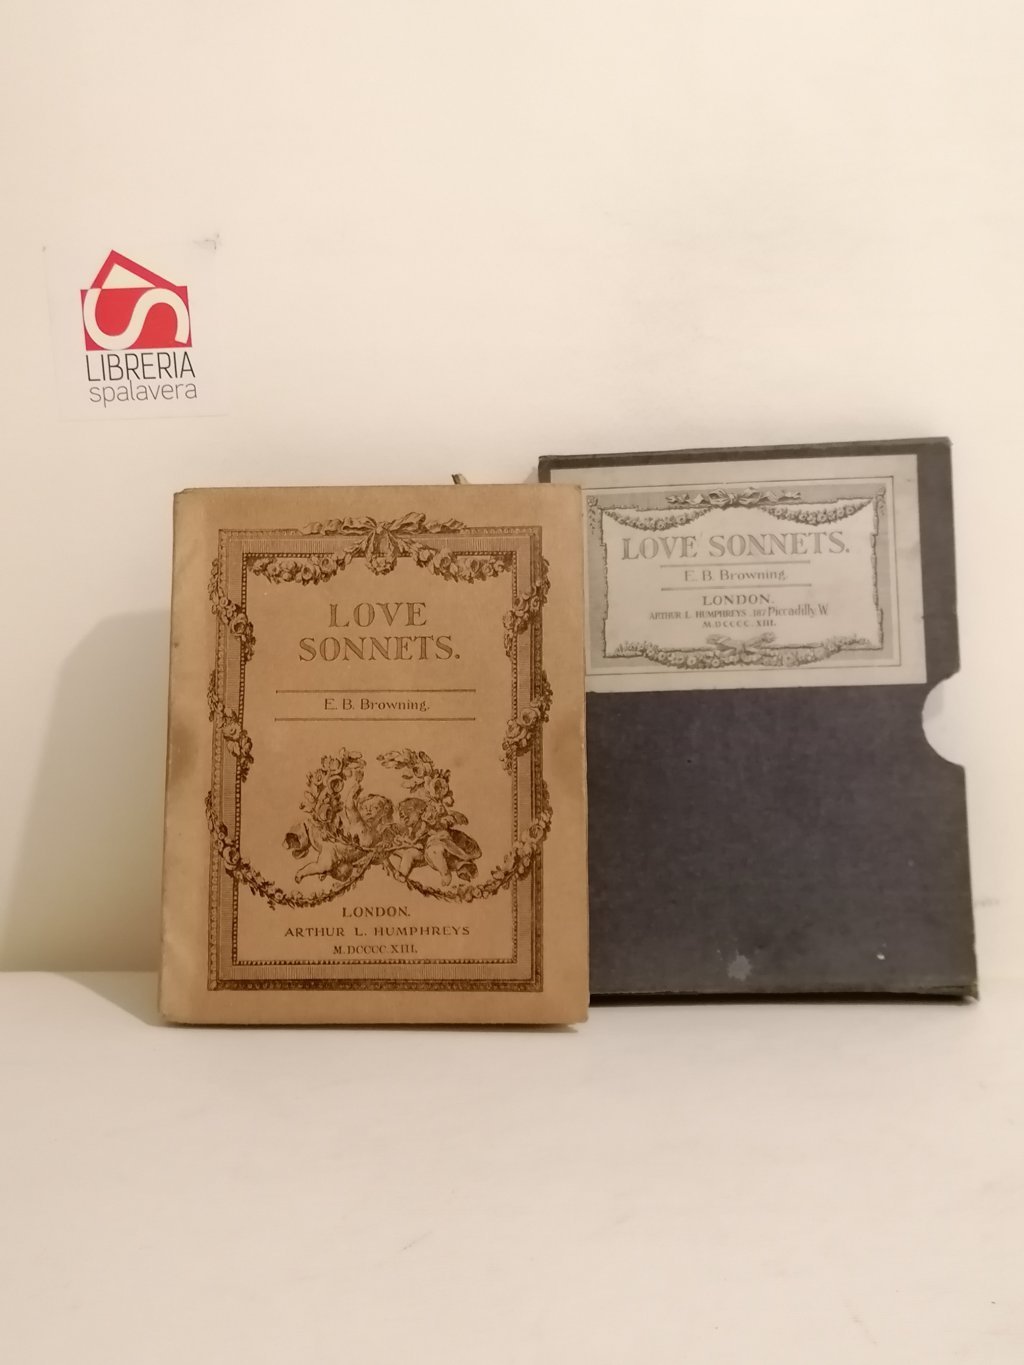 LIBRERIA
spalavera
LOVE
SONNETS.
E. B. Browning.
LONDON.
ARTHUR L. HUMPHREYS
M.DCCCC.XIII.
LOVE SONNETS.
E. B. Browning.
LONDON.
ARTHUR L. HUMPHREYS. 187 Piccadilly. W
M.DCCCC.XIII.